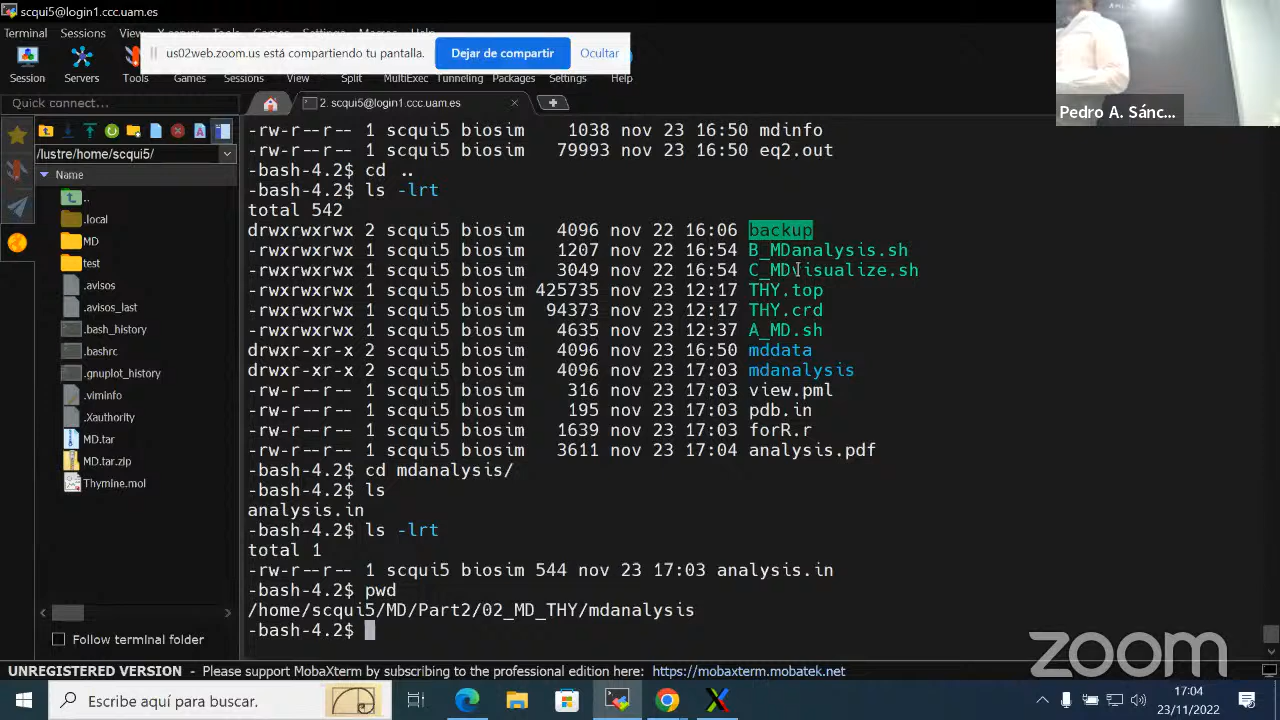 scqui5@login1.ccc.uam.es
Terminal Sessions View
us02web.zoom.us está compartiendo tu pantalla. Dejar de compartir Ocultar
Session Servers Tools Sessions View Split MultiExec Tunneling Packages Settings Help
Quick connect... 2. scqui5@login1.ccc.uam.es
Pedro A. Sánc...
/lustre/home/scqui5/
Name
..
.local
MD
test
.avisos
.avisos_last
.bash_history
.bashrc
.gnuplot_history
.viminfo
.Xauthority
MD.tar
MD.tar.zip
Thymine.mol
Follow terminal folder
-rw-r--r-- 1 scqui5 biosim 1038 nov 23 16:50 mdinfo
-rw-r--r-- 1 scqui5 biosim 79993 nov 23 16:50 eq2.out
-bash-4.2$ cd ..
-bash-4.2$ ls -lrt
total 542
drwxrwxrwx 2 scqui5 biosim 4096 nov 22 16:06 backup
-rwxrwxrwx 1 scqui5 biosim 1207 nov 22 16:54 B_MDanalysis.sh
-rwxrwxrwx 1 scqui5 biosim 3049 nov 22 16:54 C_MDvisualize.sh
-rwxrwxrwx 1 scqui5 biosim 425735 nov 23 12:17 THY.top
-rwxrwxrwx 1 scqui5 biosim 94373 nov 23 12:17 THY.crd
-rwxrwxrwx 1 scqui5 biosim 4635 nov 23 12:37 A_MD.sh
drwxr-xr-x 2 scqui5 biosim 4096 nov 23 16:50 mddata
drwxr-xr-x 2 scqui5 biosim 4096 nov 23 17:03 mdanalysis
-rw-r--r-- 1 scqui5 biosim 316 nov 23 17:03 view.pml
-rw-r--r-- 1 scqui5 biosim 195 nov 23 17:03 pdb.in
-rw-r--r-- 1 scqui5 biosim 1639 nov 23 17:03 forR.r
-rw-r--r-- 1 scqui5 biosim 3611 nov 23 17:04 analysis.pdf
-bash-4.2$ cd mdanalysis/
-bash-4.2$ ls
analysis.in
-bash-4.2$ ls -lrt
total 1
-rw-r--r-- 1 scqui5 biosim 544 nov 23 17:03 analysis.in
-bash-4.2$ pwd
/home/scqui5/MD/Part2/02_MD_THY/mdanalysis
-bash-4.2$
zoom
UNREGISTERED VERSION - Please support MobaXterm by subscribing to the professional edition here: https://mobaxterm.mobatek.net
Escribe aquí para buscar.
17:04
23/11/2022